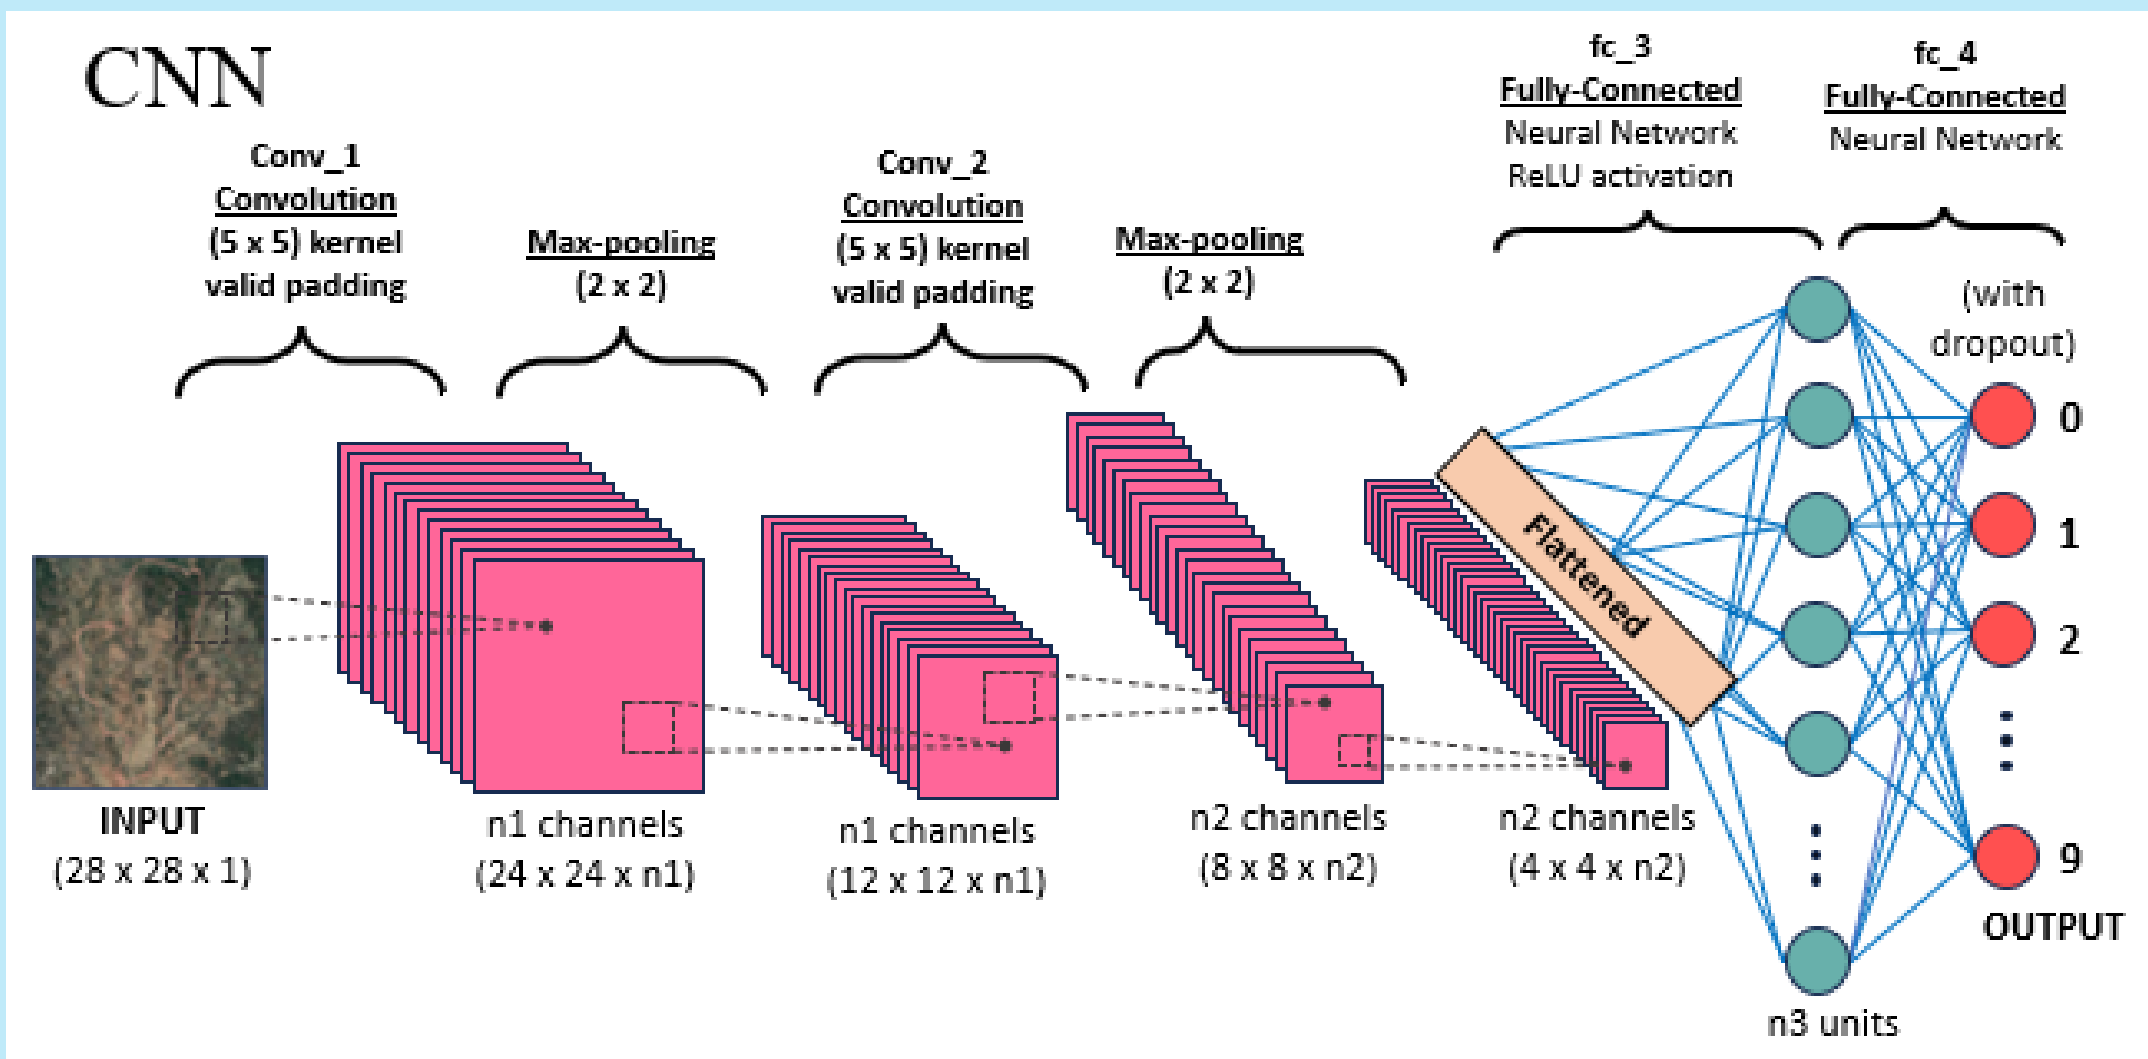 CNN
Conv_1
Convolution
(5 x 5) kernel
valid padding
Max-pooling
(2 x 2)
Conv_2
Convolution
(5 x 5) kernel
valid padding
Max-pooling
(2 x 2)
fc_3
Fully-Connected
Neural Network
ReLU activation
fc_4
Fully-Connected
Neural Network
(with
dropout)
Flattened
0
1
2
9
OUTPUT
INPUT
(28 x 28 x 1)
n1 channels
(24 x 24 x n1)
n1 channels
(12 x 12 x n1)
n2 channels
(8 x 8 x n2)
n2 channels
(4 x 4 x n2)
n3 units